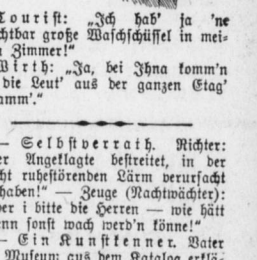 Tourist: „Ich hab' ja 'ne
chtbar große Waschschüssel in mei-
n Zimmer!“
Wirth: „Ja, bei Ihna komm'n
die Leut' aus der ganzen Etag'
amm'.“
— Selbstverrath. Richter:
er Angeklagte bestreitet, in der
cht ruhestörenden Lärm verursacht
haben!“ — Zeuge (Nachtwächter):
er i bitte die Herren — wie hätt
enn sonst wach werd'n könne!“
— Ein Kunstkenner. Vater
Museum: aus dem Katalog erklä-